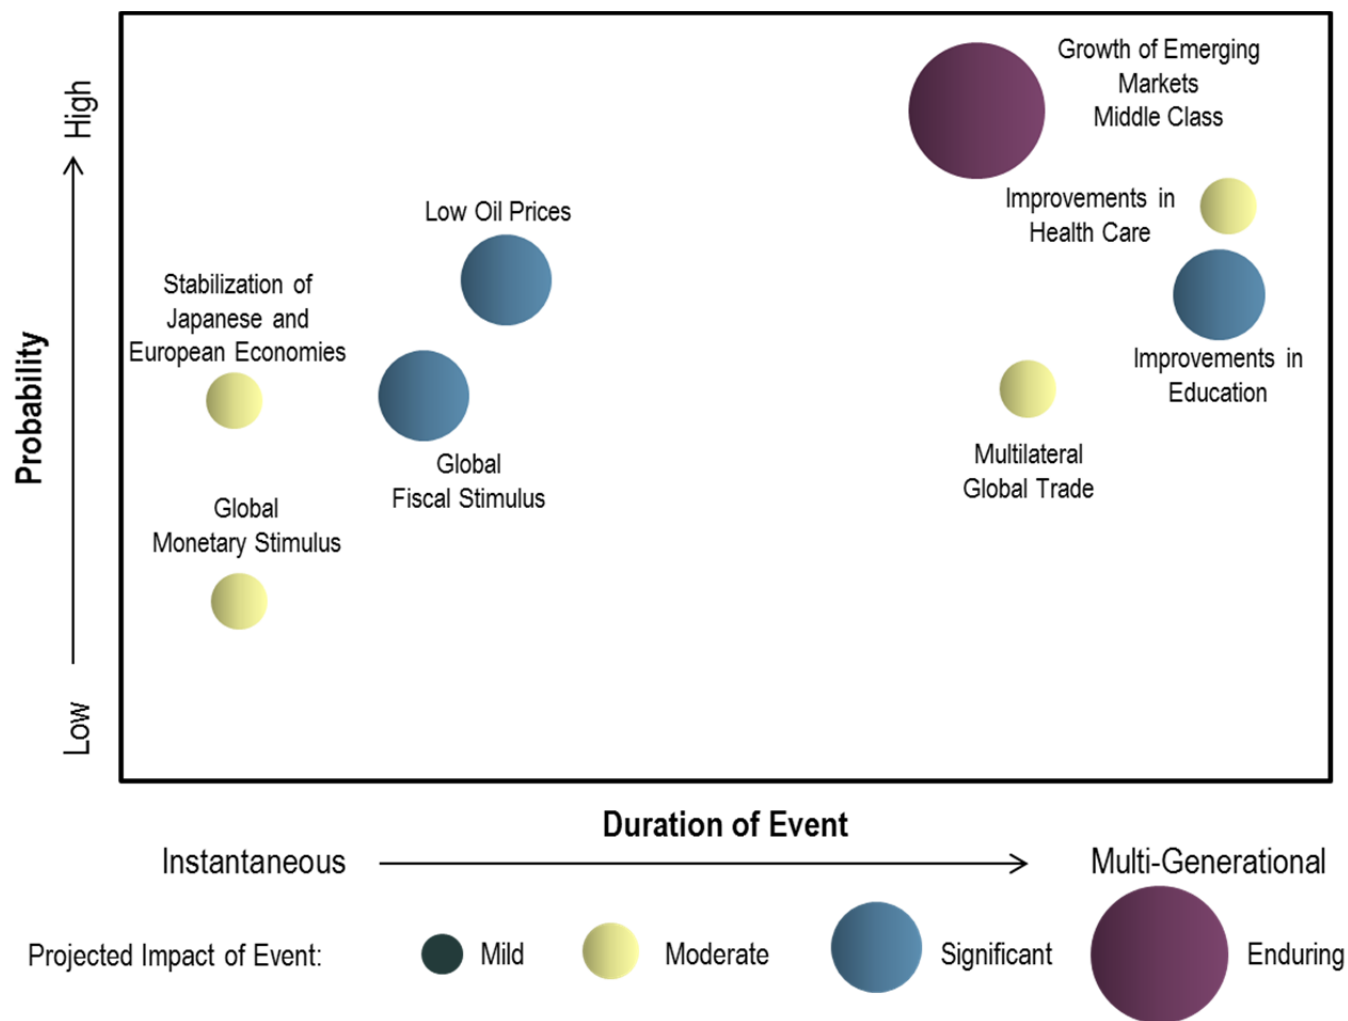 Growth of Emerging
Markets
Middle Class
High
Improvements in
Health Care
Low Oil Prices
Stabilization of
Japanese and
European Economies
Improvements in
Education
Probability
Multilateral
Global Trade
Global
Fiscal Stimulus
Global
Monetary Stimulus
Low
Duration of Event
Instantaneous
Multi-Generational
Projected Impact of Event:
Mild
Moderate
Significant
Enduring